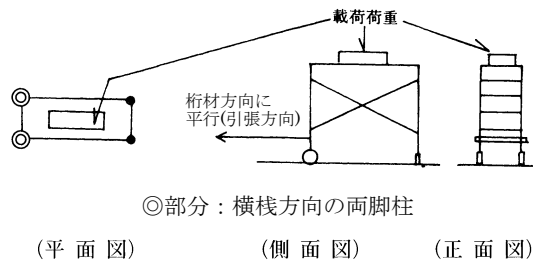 載荷荷重
桁材方向に
平行(引張方向)
◎部分：横桟方向の両脚柱
(平 面 図)
(側 面 図)
(正 面 図)